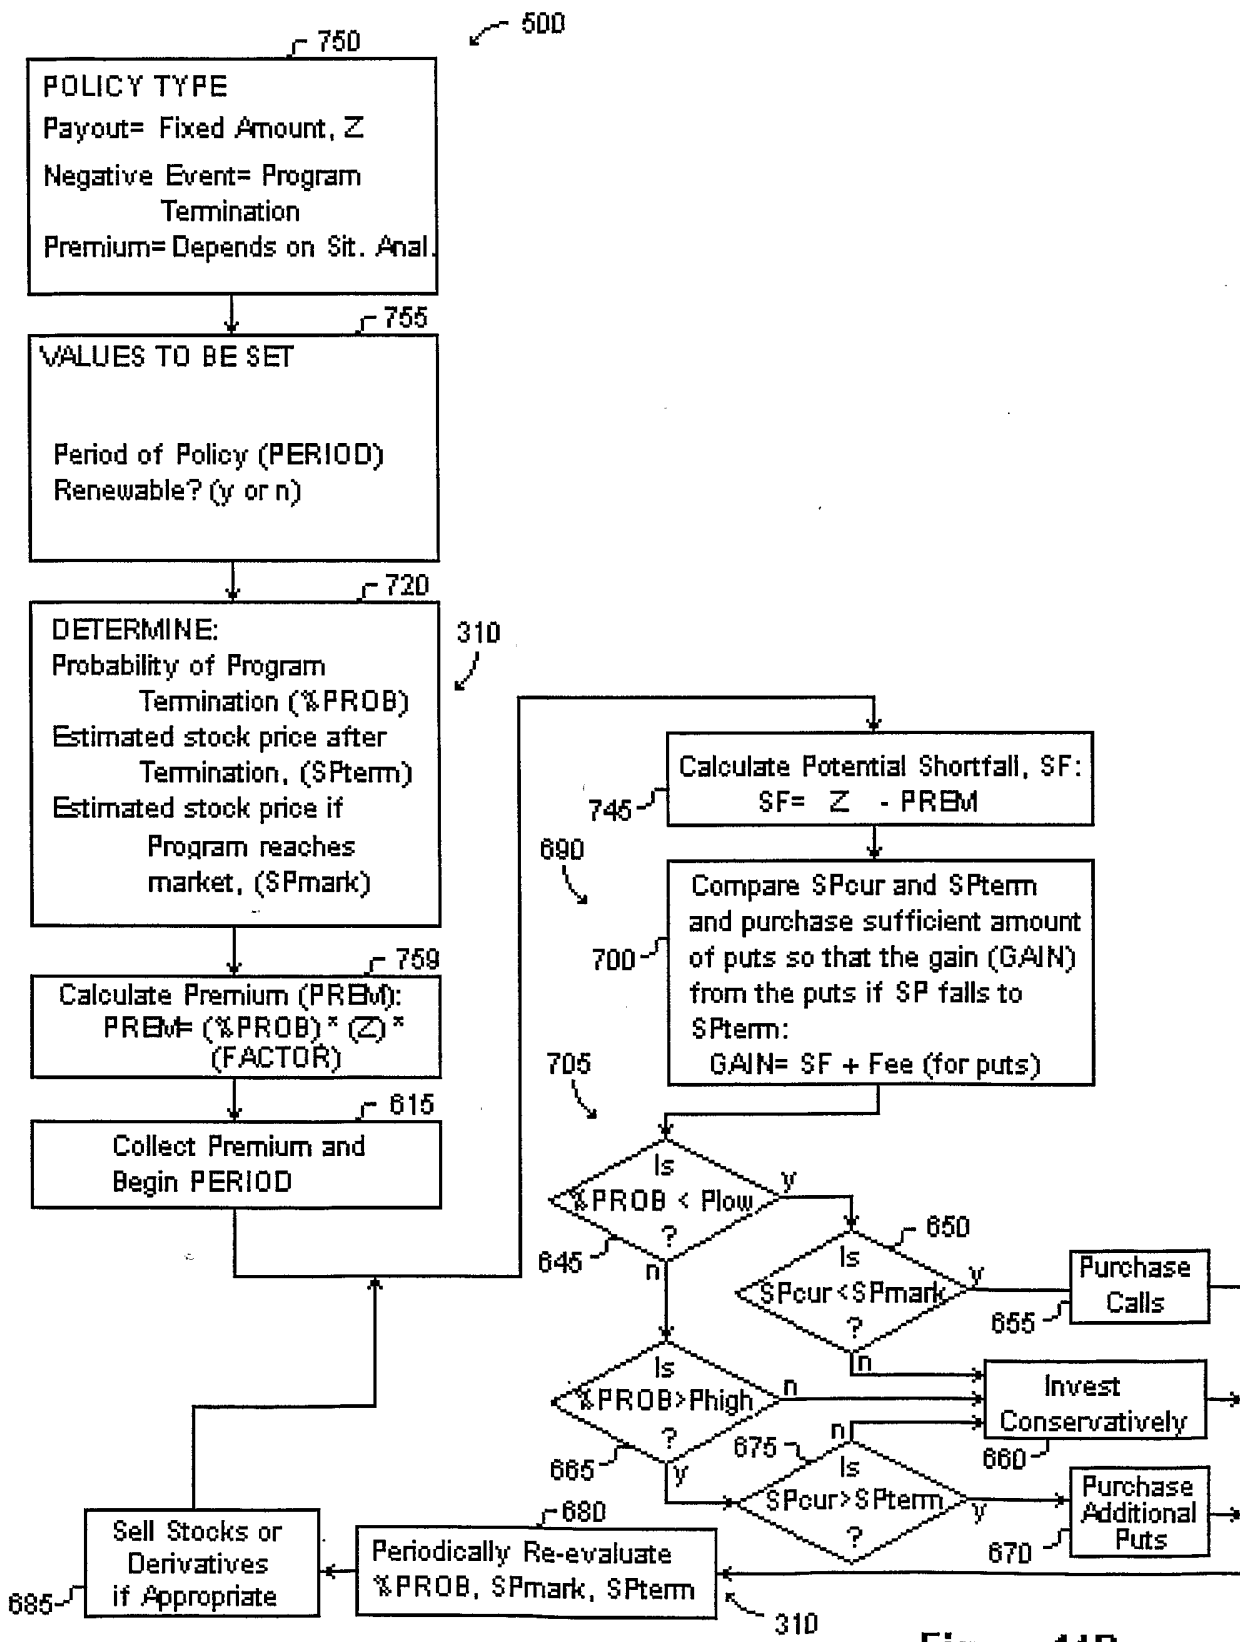 500
750
POLICY TYPE
Payout= Fixed Amount, Z
Negative Event= Program
Termination
Premium= Depends on Sit. Anal.
755
VALUES TO BE SET
Period of Policy (PERIOD)
Renewable? (y or n)
720
DETERMINE:
Probability of Program
Termination (%PROB)
Estimated stock price after
Termination, (SPterm)
Estimated stock price if
Program reaches
market, (SPmark)
310
759
Calculate Premium (PREM):
PREM= (%PROB) * (Z) *
(FACTOR)
615
Collect Premium and
Begin PERIOD
Calculate Potential Shortfall, SF:
SF= Z - PREM
745
690
Compare SPcur and SPterm
and purchase sufficient amount
of puts so that the gain (GAIN)
from the puts if SP falls to
SPterm:
GAIN= SF + Fee (for puts)
700
705
Is
%PROB < Plow
?
y
645
n
650
Is
SPcur<SPmark
?
y
n
Purchase
Calls
655
Is
%PROB>Phigh
?
n
665
y
Invest
Conservatively
660
675
n
Is
SPcur>SPterm
?
y
Purchase
Additional
Puts
670
680
Periodically Re-evaluate
%PROB, SPmark, SPterm
310
Sell Stocks or
Derivatives
if Appropriate
685